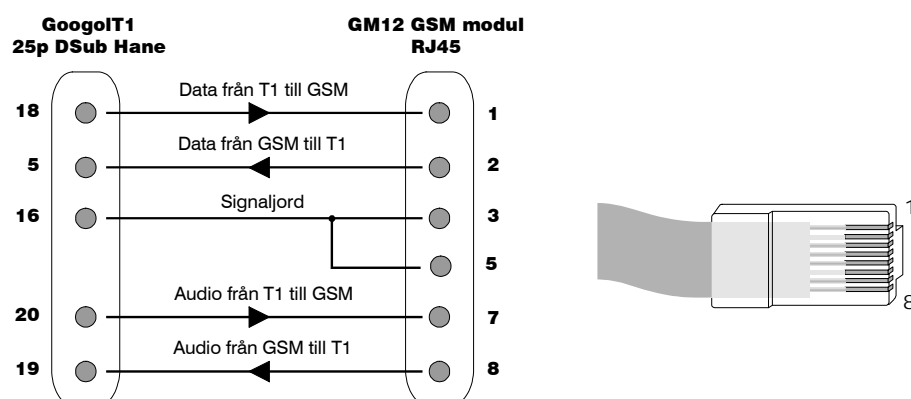 GoogolT1
25p DSub Hane
GM12 GSM modul
RJ45
18 Data från T1 till GSM 1
5 Data från GSM till T1 2
16 Signaljord 3
5
20 Audio från T1 till GSM 7
19 Audio från GSM till T1 8
1
8